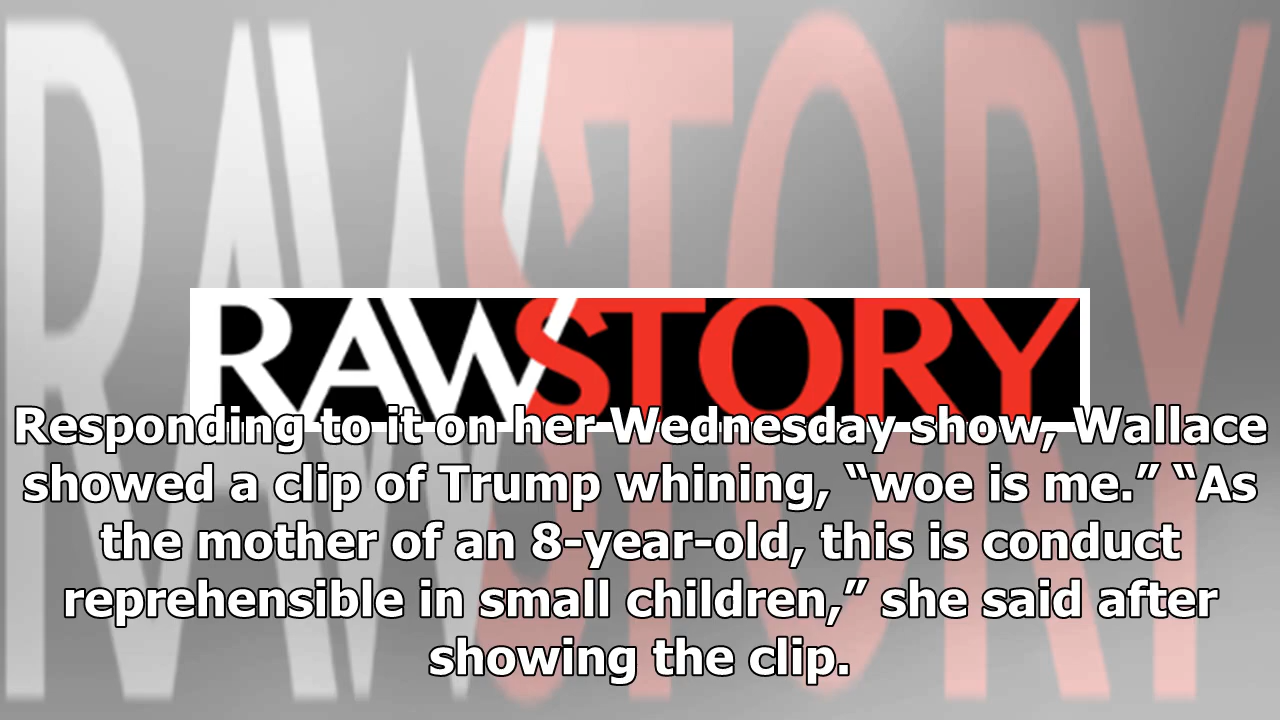 RAWSTORY
RAWSTORY
Responding to it on her Wednesday show, Wallace
showed a clip of Trump whining, “woe is me.” “As
the mother of an 8-year-old, this is conduct
reprehensible in small children,” she said after
showing the clip.